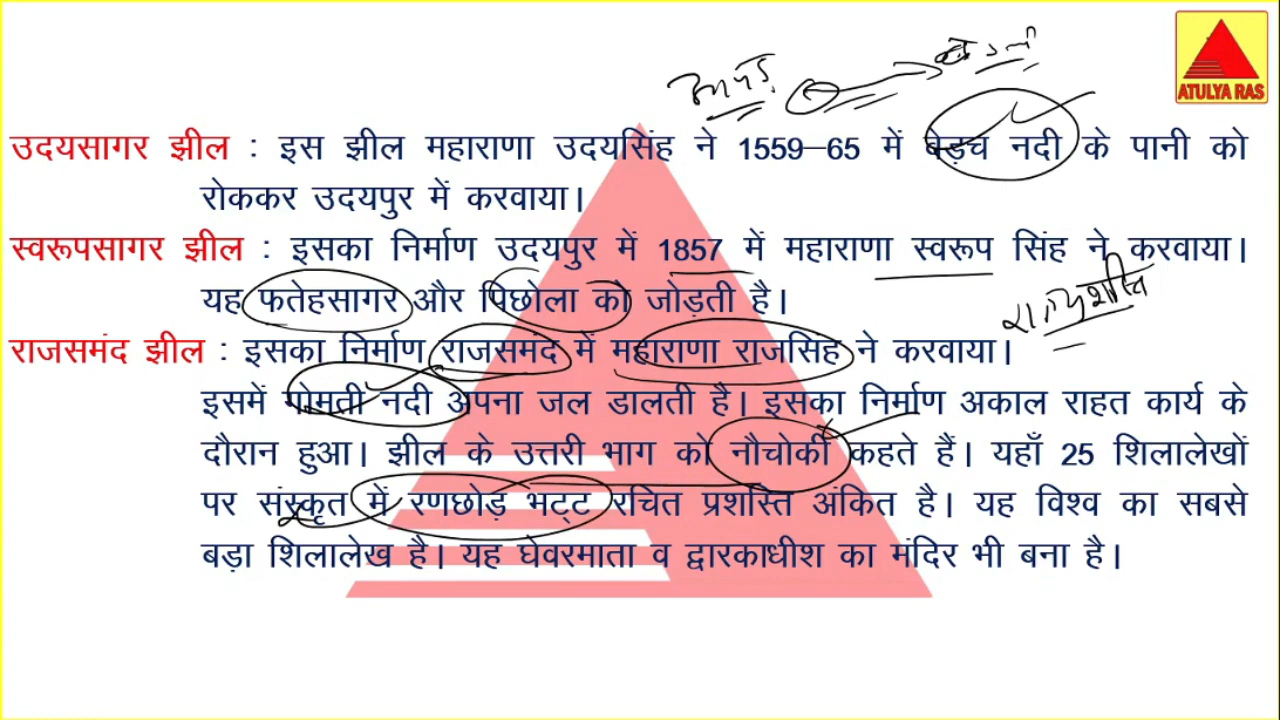 ATULYA RAS
उदयसागर झील : इस झील महाराणा उदयसिंह ने 1559–65 में बेड़च नदी के पानी को
रोककर उदयपुर में करवाया।
स्वरूपसागर झील : इसका निर्माण उदयपुर में 1857 में महाराणा स्वरूप सिंह ने करवाया।
यह फतेहसागर और पिछोला को जोड़ती है।
राजप्रशस्ति
राजसमंद झील : इसका निर्माण राजसमंद में महाराणा राजसिंह ने करवाया।
इसमें गोमती नदी अपना जल डालती है। इसका निर्माण अकाल राहत कार्य के
दौरान हुआ। झील के उत्तरी भाग को नौचोकी कहते हैं। यहाँ 25 शिलालेखों
पर संस्कृत में रणछोड़ भट्ट रचित प्रशस्ति अंकित है। यह विश्व का सबसे
बड़ा शिलालेख है। यह घेवरमाता व द्वारकाधीश का मंदिर भी बना है।